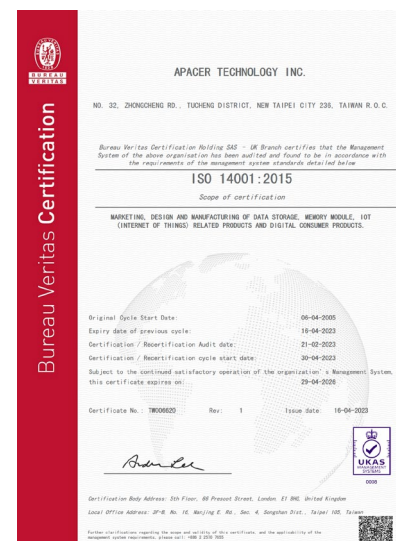 BUREAU
VERITAS
Bureau Veritas Certification
APACER TECHNOLOGY INC.
NO. 32, ZHONGCHENG RD., TUCHENG DISTRICT, NEW TAIPEI CITY 236, TAIWAN R.O.C.
Bureau Veritas Certification Holding SAS - UK Branch certifies that the Management
System of the above organisation has been audited and found to be in accordance with
the requirements of the management system standards detailed below
ISO 14001:2015
Scope of certification
MARKETING, DESIGN AND MANUFACTURING OF DATA STORAGE, MEMORY MODULE, IOT
(INTERNET OF THINGS) RELATED PRODUCTS AND DIGITAL CONSUMER PRODUCTS.
Original Cycle Start Date: 06-04-2005
Expiry date of previous cycle: 18-04-2023
Certification / Recertification Audit date: 21-02-2023
Certification / Recertification cycle start date: 30-04-2023
Subject to the continued satisfactory operation of the organization's Management System,
this certificate expires on: 29-04-2026
Certificate No.: TW006620 Rev: 1 Issue date: 16-04-2023
UKAS
MANAGEMENT
SYSTEMS
0008
Certification Body Address: 5th Floor, 66 Prescot Street, London, E1 8HG, United Kingdom
Local Office Address: 3F-B, No. 16, Nanjing E. Rd., Sec. 4, Songshan Dist., Taipei 105, Taiwan
Further clarifications regarding the scope and validity of this certificate, and the applicability of the
management system requirements, please call: +886 2 2570 7655